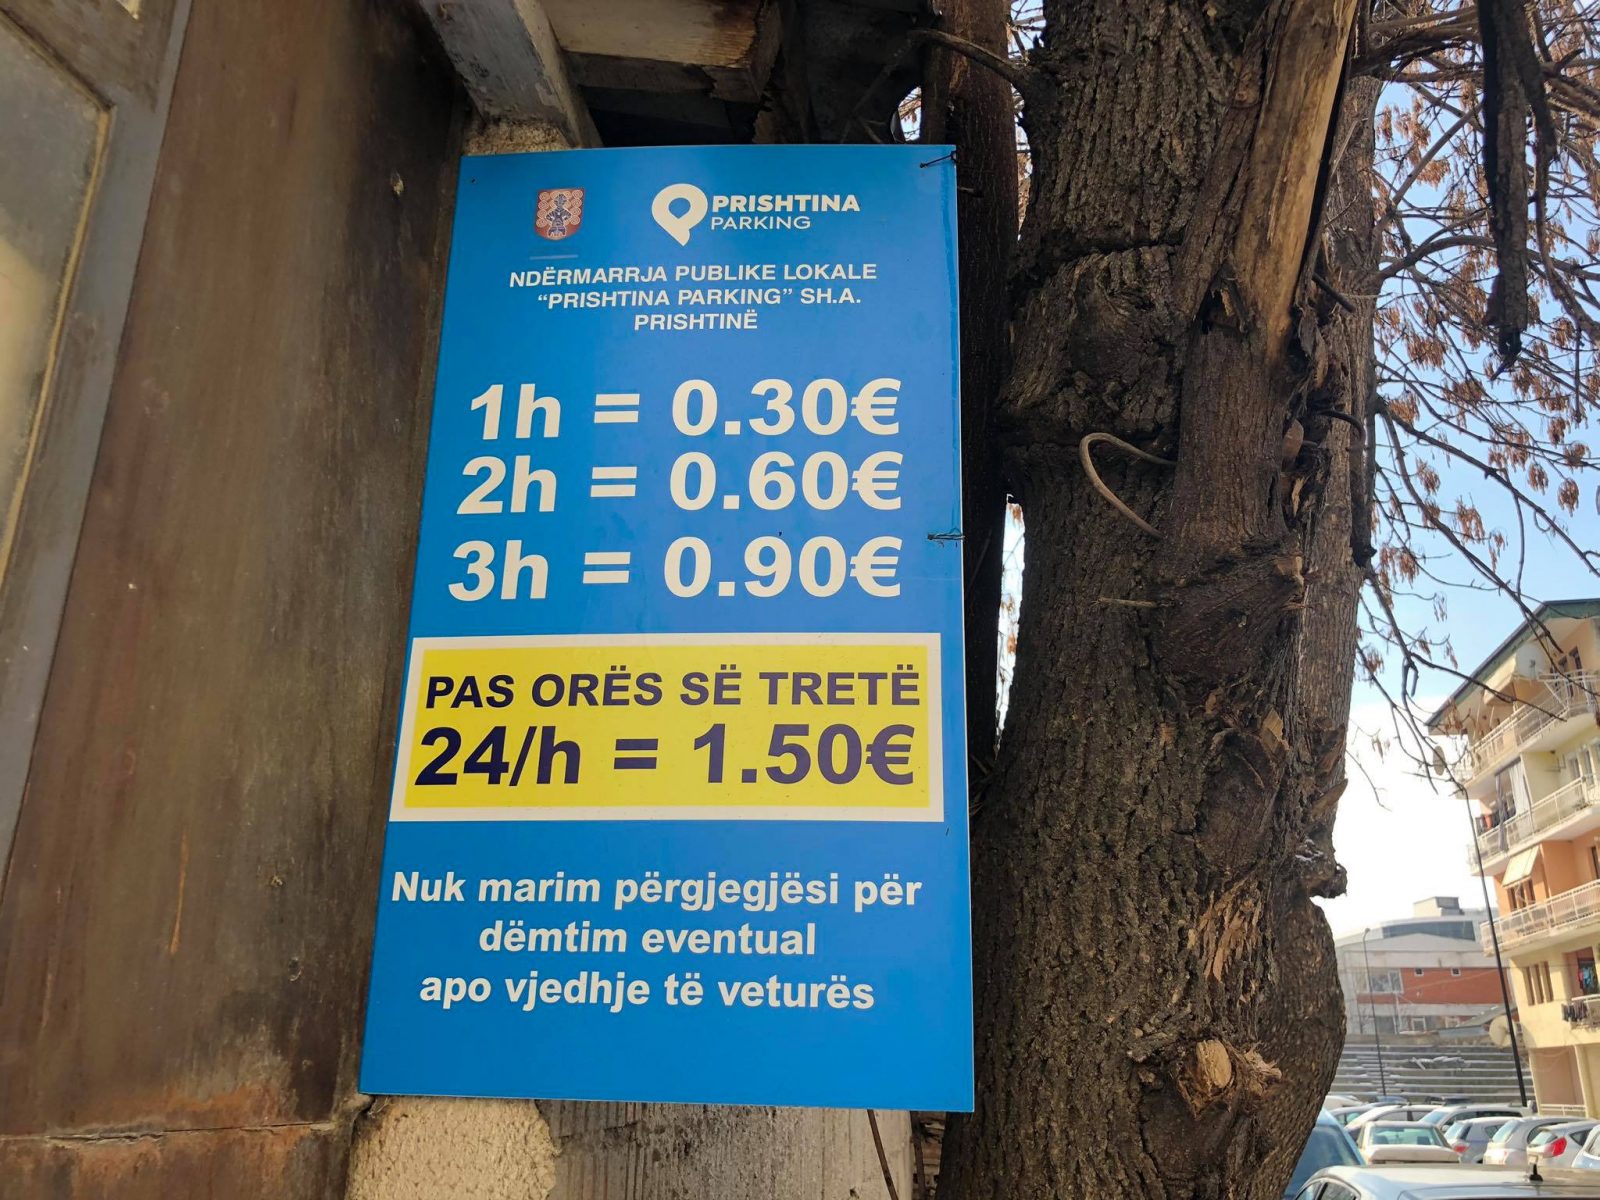 PRISHTINA
PARKING
NDËRMARRJA PUBLIKE LOKALE
“PRISHTINA PARKING” SH.A.
PRISHTINË
1h = 0.30€
2h = 0.60€
3h = 0.90€
PAS ORËS SË TRETË
24/h = 1.50€
Nuk marim përgjegjësi për
dëmtim eventual
apo vjedhje të veturës